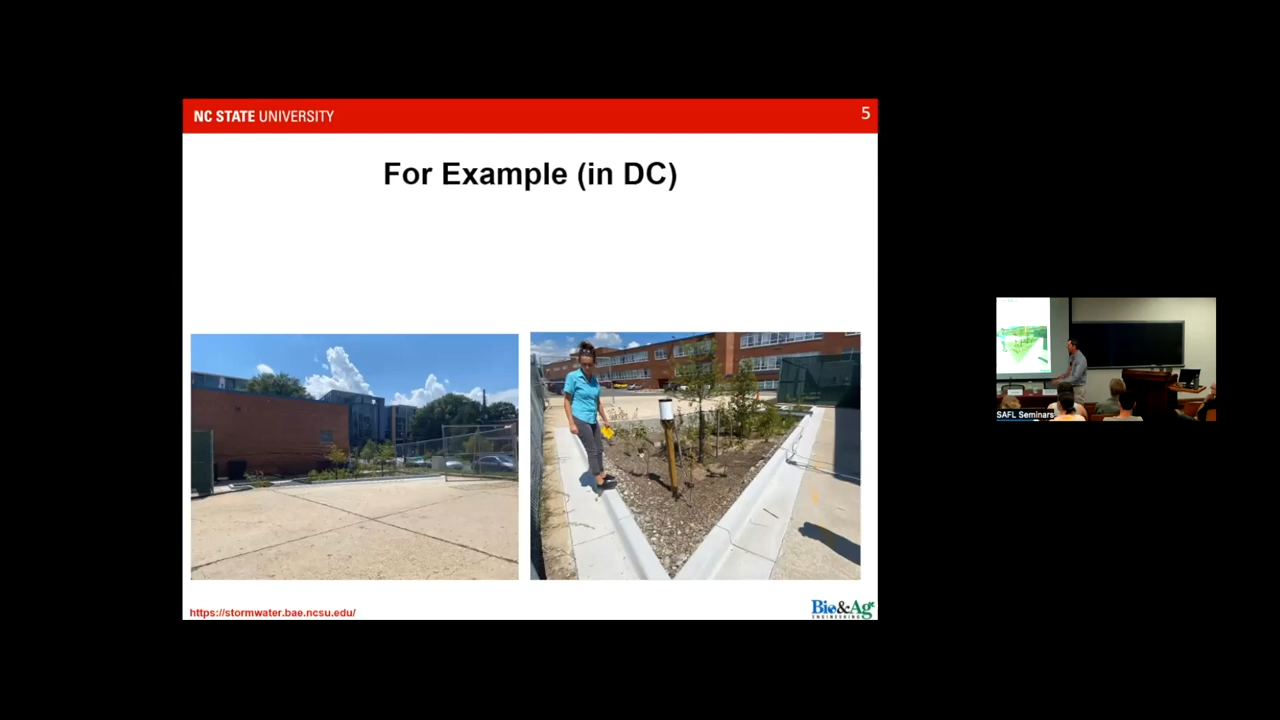 NC STATE UNIVERSITY
5
For Example (in DC)
https://stormwater.bae.ncsu.edu/
Bio&Ag
ENGINEERING
SAFL Seminars